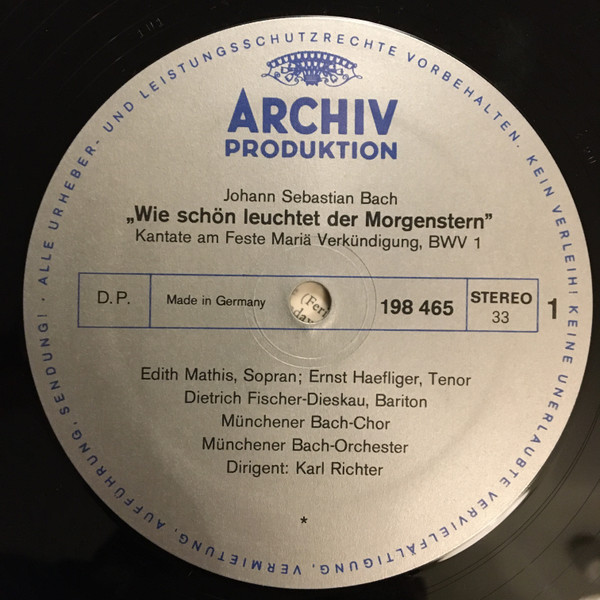 ALLE URHEBER- UND LEISTUNGSSCHUTZRECHTE VORBEHALTEN. KEIN VERLEIH! KEINE UNERLAUBTE VERVIELFÄLTIGUNG, VERMIETUNG, AUFFÜHRUNG, SENDUNG! ·
ARCHIV
PRODUKTION
Johann Sebastian Bach
„Wie schön leuchtet der Morgenstern”
Kantate am Feste Mariä Verkündigung, BWV 1
D.P.
Made in Germany
198 465
STEREO
33
1
Edith Mathis, Sopran; Ernst Haefliger, Tenor
Dietrich Fischer-Dieskau, Bariton
Münchener Bach-Chor
Münchener Bach-Orchester
Dirigent: Karl Richter
*